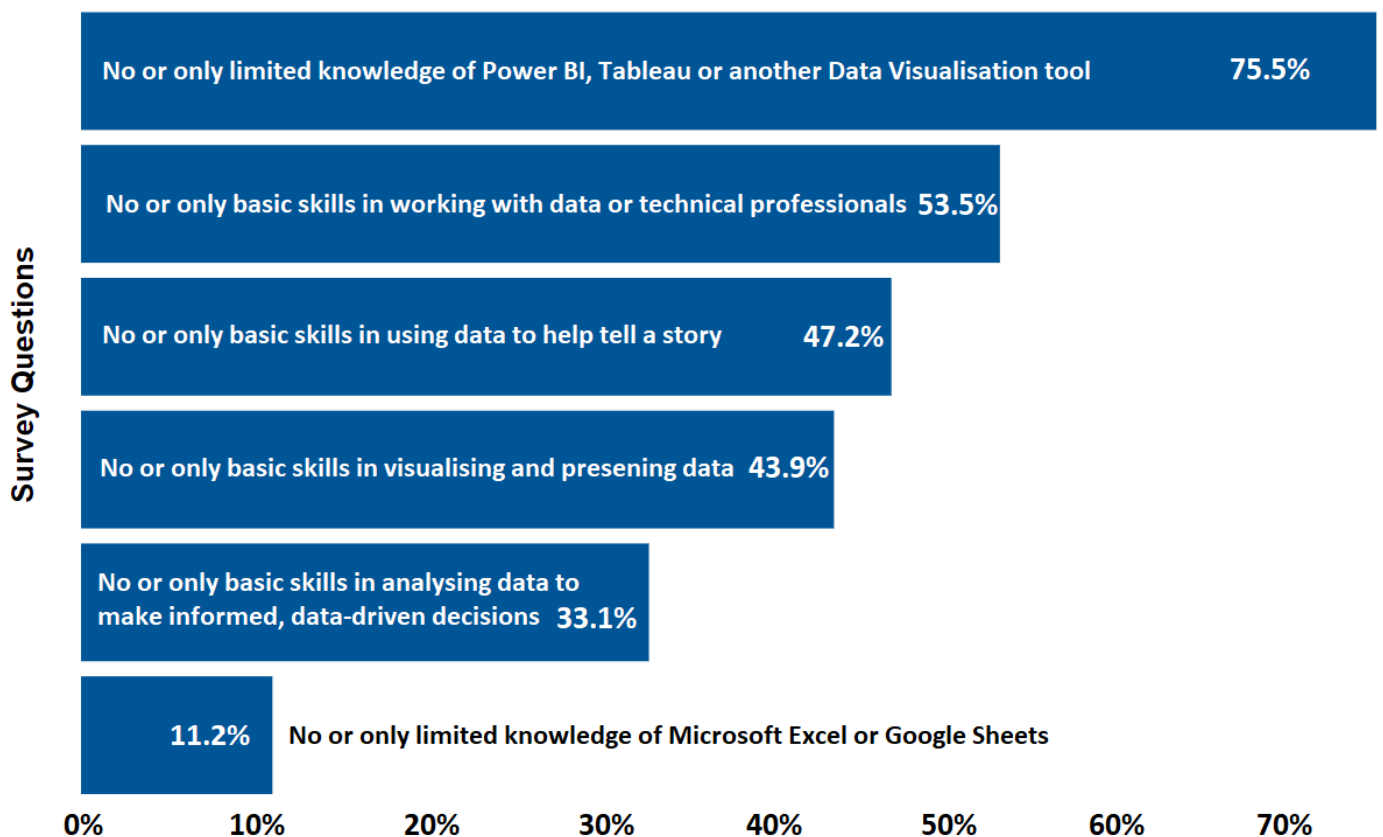 No or only limited knowledge of Power BI, Tableau or another Data Visualisation tool 75.5%
No or only basic skills in working with data or technical professionals 53.5%
No or only basic skills in using data to help tell a story 47.2%
Survey Questions
No or only basic skills in visualising and presening data 43.9%
No or only basic skills in analysing data to
make informed, data-driven decisions 33.1%
11.2% No or only limited knowledge of Microsoft Excel or Google Sheets
0% 10% 20% 30% 40% 50% 60% 70%